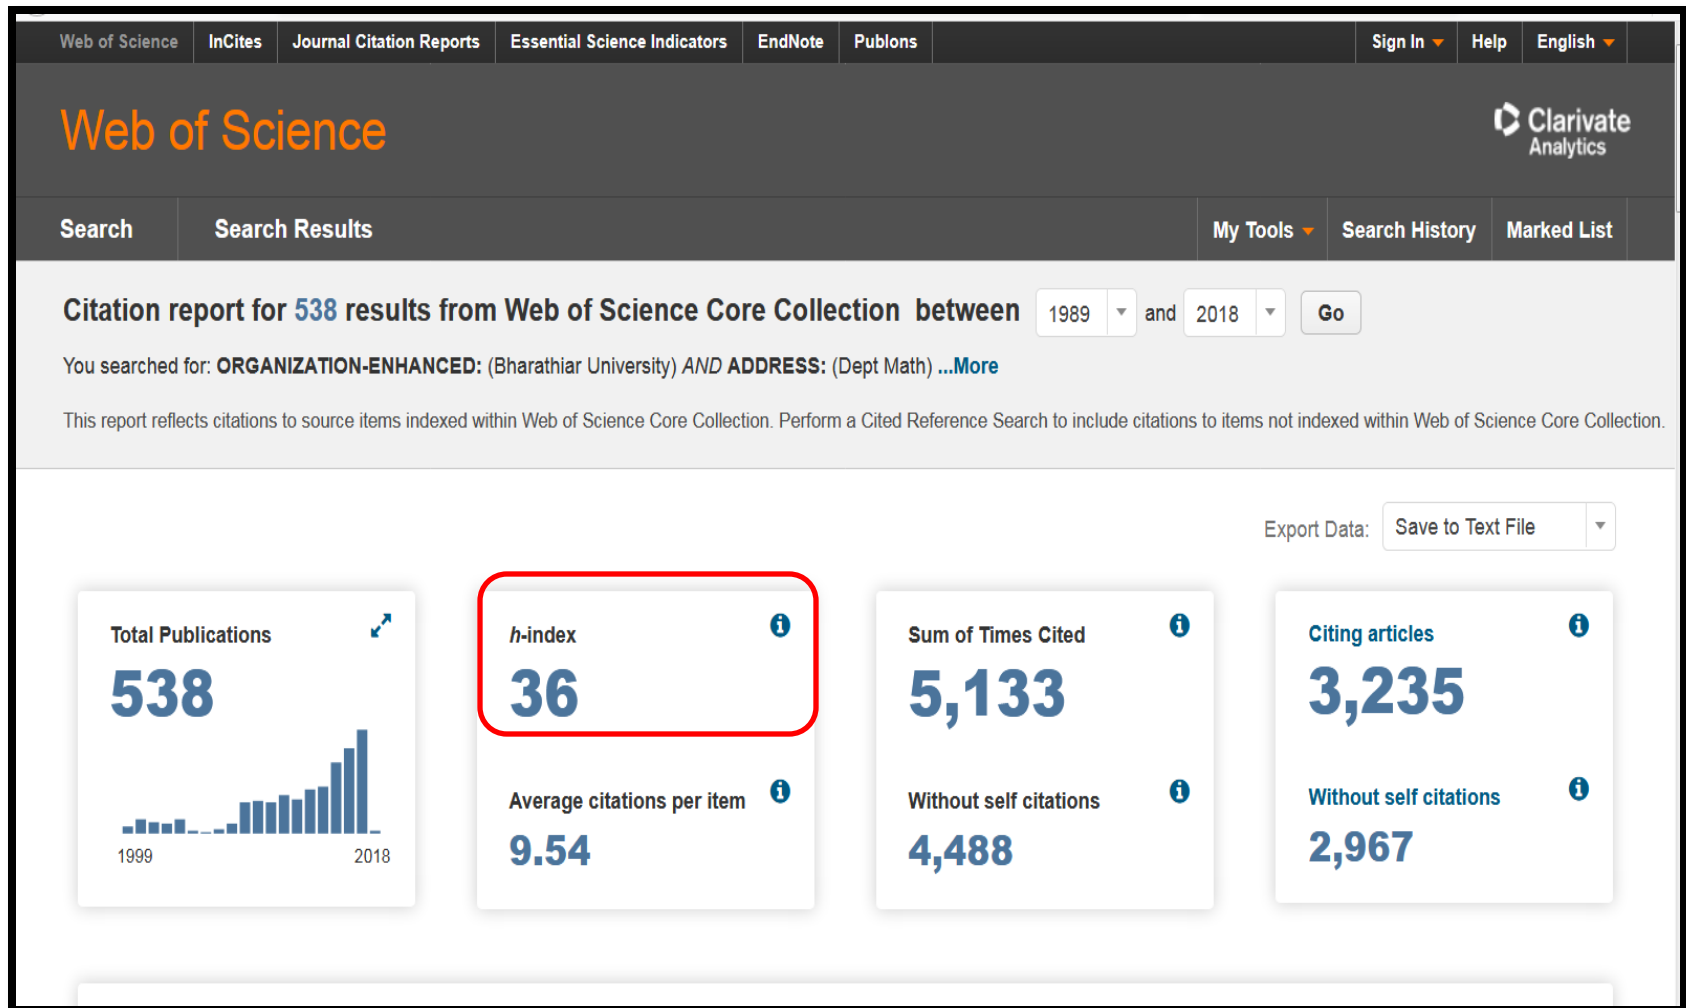 Web of Science InCites Journal Citation Reports Essential Science Indicators EndNote Publons Sign In Help English
Web of Science
Clarivate
Analytics
Search Search Results My Tools Search History Marked List
Citation report for 538 results from Web of Science Core Collection between 1989 and 2018 Go
You searched for: ORGANIZATION-ENHANCED: (Bharathiar University) AND ADDRESS: (Dept Math) ...More
This report reflects citations to source items indexed within Web of Science Core Collection. Perform a Cited Reference Search to include citations to items not indexed within Web of Science Core Collection.
Export Data: Save to Text File
Total Publications
538
1999 2018
h-index
36
Average citations per item
9.54
Sum of Times Cited
5,133
Without self citations
4,488
Citing articles
3,235
Without self citations
2,967